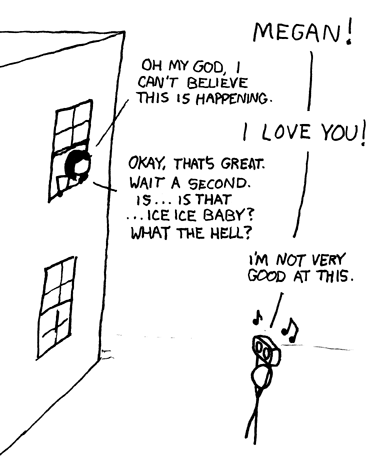 MEGAN!
OH MY GOD, I
CAN'T BELIEVE
THIS IS HAPPENING.
I LOVE YOU!
OKAY, THAT'S GREAT.
WAIT A SECOND.
IS... IS THAT
...ICE ICE BABY?
WHAT THE HELL?
I'M NOT VERY
GOOD AT THIS.